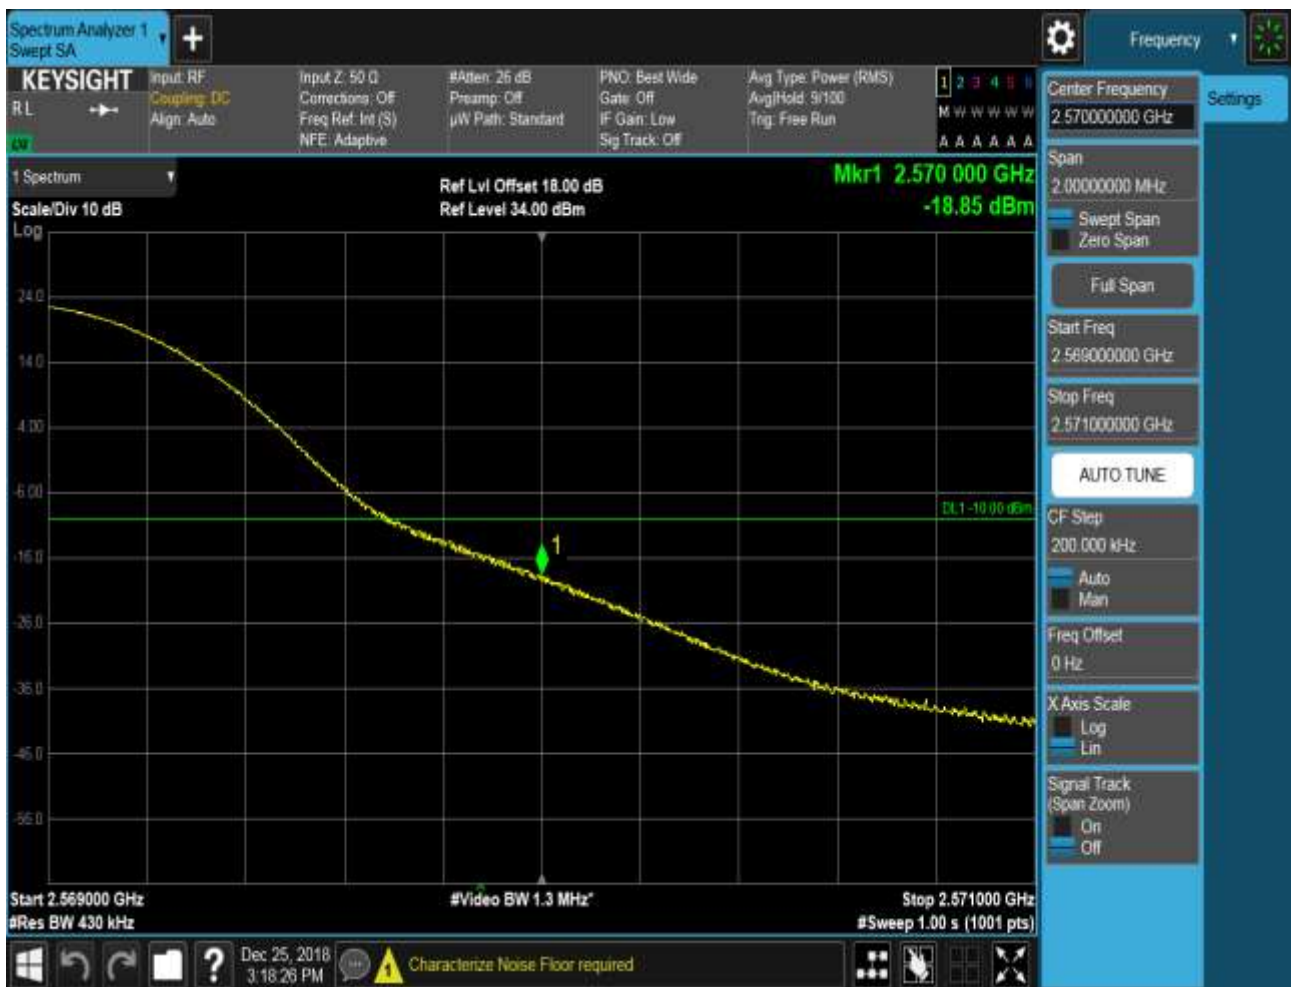 Spectrum Analyzer 1
Swept SA
+
Frequency
KEYSIGHT
R L
Input: RF
Coupling: DC
Align: Auto
Input Z: 50 Ω
Corrections: Off
Freq Ref: Int (S)
NFE: Adaptive
#Atten: 26 dB
Preamp: Off
µW Path: Standard
PNO: Best Wide
Gate: Off
IF Gain: Low
Sig Track: Off
Avg Type: Power (RMS)
Avg|Hold: 9/100
Trig: Free Run
1 2 3 4 5 6
M W W W W W
A A A A A A
1 Spectrum
Scale/Div 10 dB
Log
Ref Lvl Offset 18.00 dB
Ref Level 34.00 dBm
Mkr1 2.570 000 GHz
-18.85 dBm
24.0
14.0
4.00
-6.00
DL1 -10.00 dBm
1
-16.0
-26.0
-36.0
-46.0
-56.0
Start 2.569000 GHz
#Res BW 430 kHz
#Video BW 1.3 MHz*
Stop 2.571000 GHz
#Sweep 1.00 s (1001 pts)
Center Frequency
2.570000000 GHz
Settings
Span
2.00000000 MHz
Swept Span
Zero Span
Full Span
Start Freq
2.569000000 GHz
Stop Freq
2.571000000 GHz
AUTO TUNE
CF Step
200.000 kHz
Auto
Man
Freq Offset
0 Hz
X Axis Scale
Log
Lin
Signal Track
(Span Zoom)
On
Off
?
Dec 25, 2018
3:18:26 PM
1
Characterize Noise Floor required